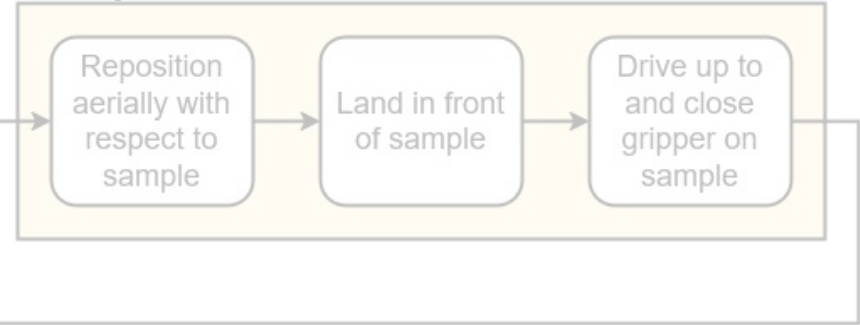 Reposition
aerially with
respect to
sample
Land in front
of sample
Drive up to
and close
gripper on
sample